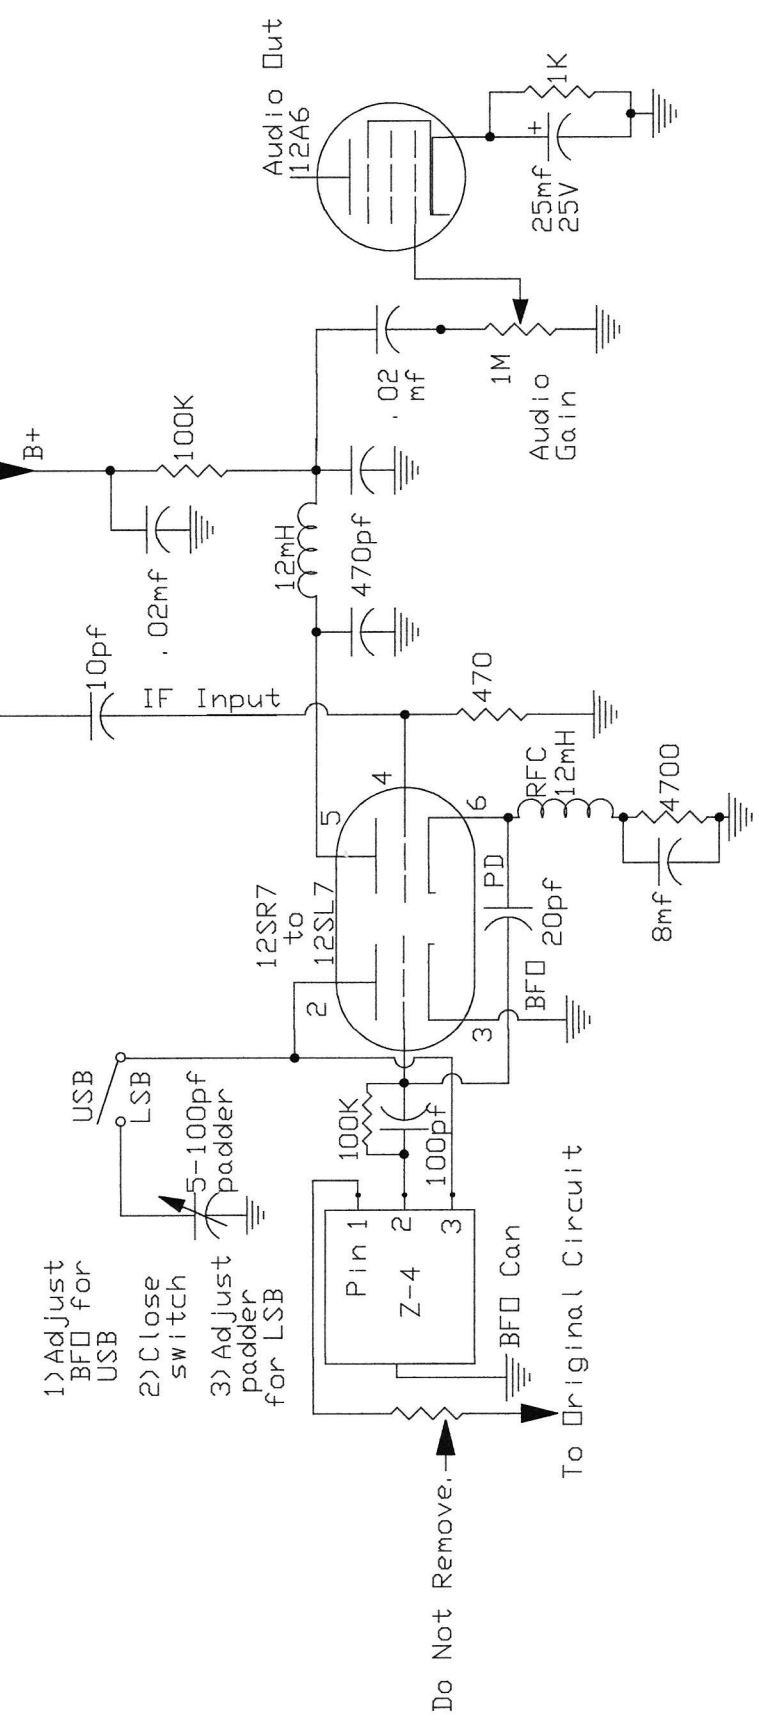 1)Adjust
BFO for
USB
2)Close
switch
3)Adjust
padder
for LSB
USB
LSB
5-100pf
padder
10pf
IF Input
B+
.02mf
100K
Audio Out
12A6
12SR7
to
12SL7
2
5
4
3
6
12mH
470pf
.02
mf
1M
Audio
Gain
25mf
25V
+
1K
100K
100pf
Pin 1
2
3
Z-4
BFO Can
BFO
PD
20pf
470
RFC
12mH
4700
8mf
Do Not Remove.
To Original Circuit